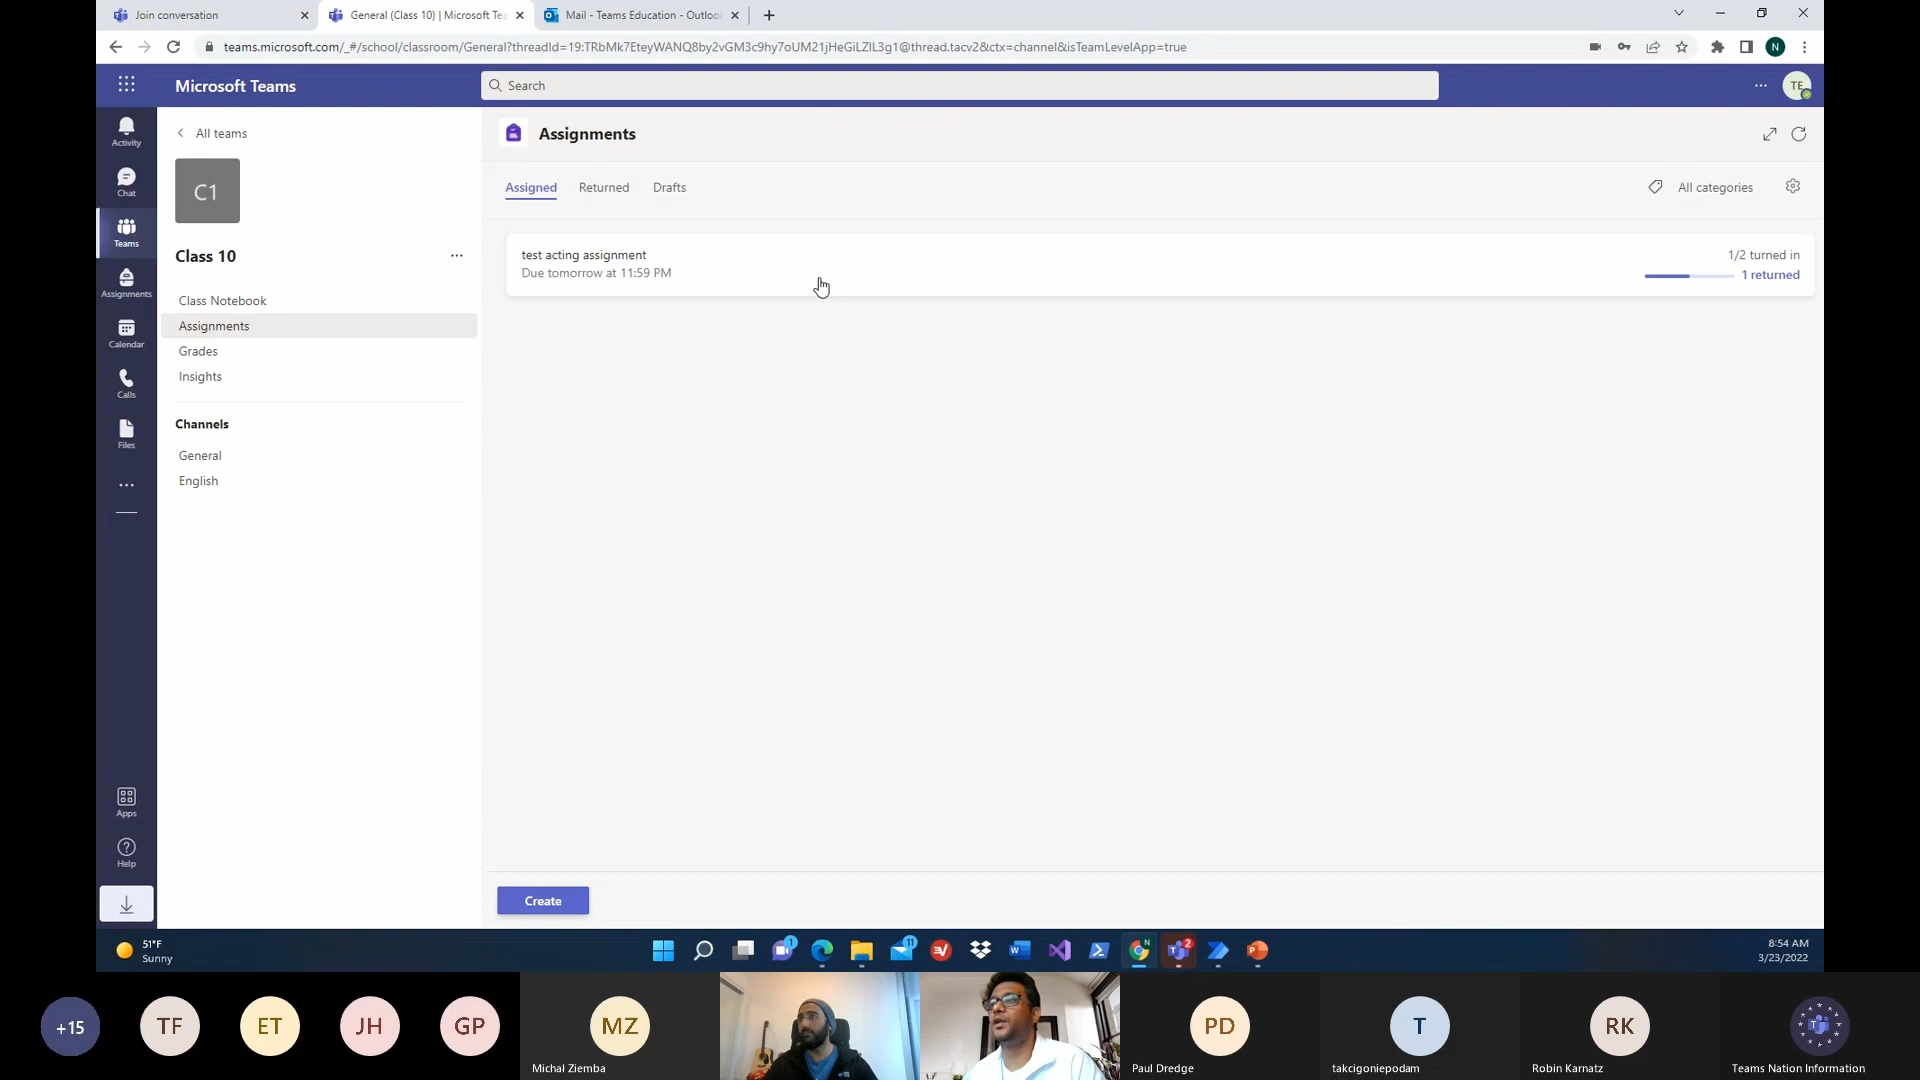 Join conversation
General (Class 10) | Microsoft Te
Mail - Teams Education - Outlo
teams.microsoft.com/_#/school/classroom/General?threadId=19:TRbMk7EteyWANQ8by2vGM3c9hy7oUM21jHeGiLZIL3g1@thread.tacv2&ctx=channel&isTeamLevelApp=true
N
Microsoft Teams
Search
TE
Activity
Chat
Teams
Assignments
Calendar
Calls
Files
Apps
Help
All teams
C1
Class 10
Class Notebook
Assignments
Grades
Insights
Channels
General
English
Assignments
Assigned
Returned
Drafts
All categories
test acting assignment
Due tomorrow at 11:59 PM
1/2 turned in
1 returned
Create
51°F
Sunny
1
11
N
2
8:54 AM
3/23/2022
+15
TF
ET
JH
GP
MZ
Michał Ziemba
PD
Paul Dredge
T
takcigoniepodam
RK
Robin Karnatz
T
Teams Nation Information